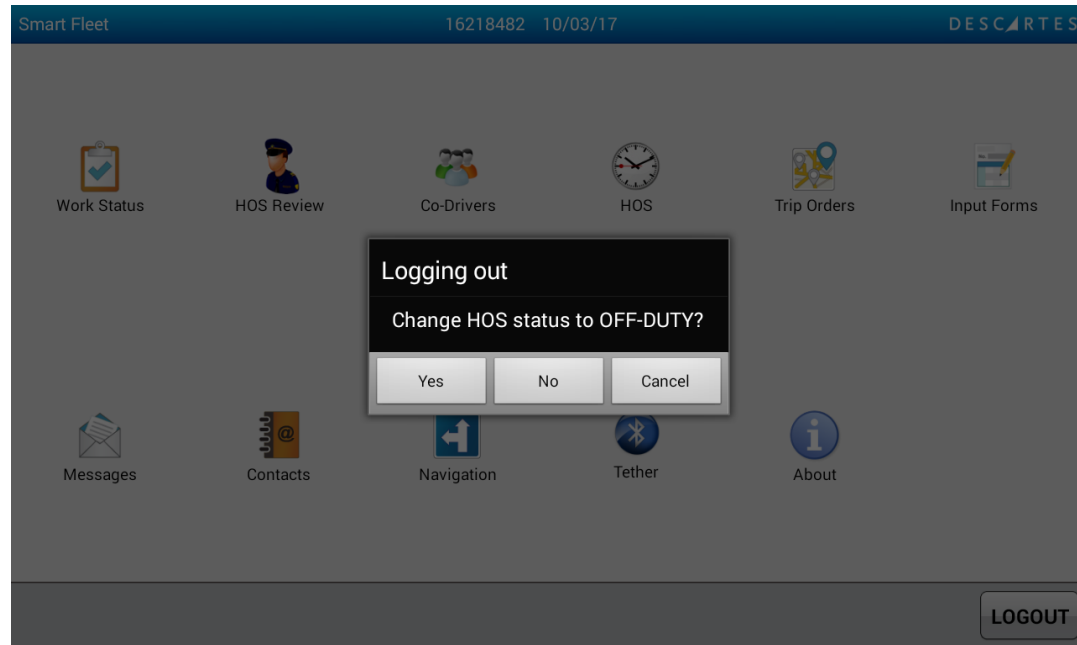 Smart Fleet 16218482 10/03/17 DESCARTES
Work Status HOS Review Co-Drivers HOS Trip Orders Input Forms
Logging out
Change HOS status to OFF-DUTY?
Yes No Cancel
@
Messages Contacts Navigation Tether About
LOGOUT